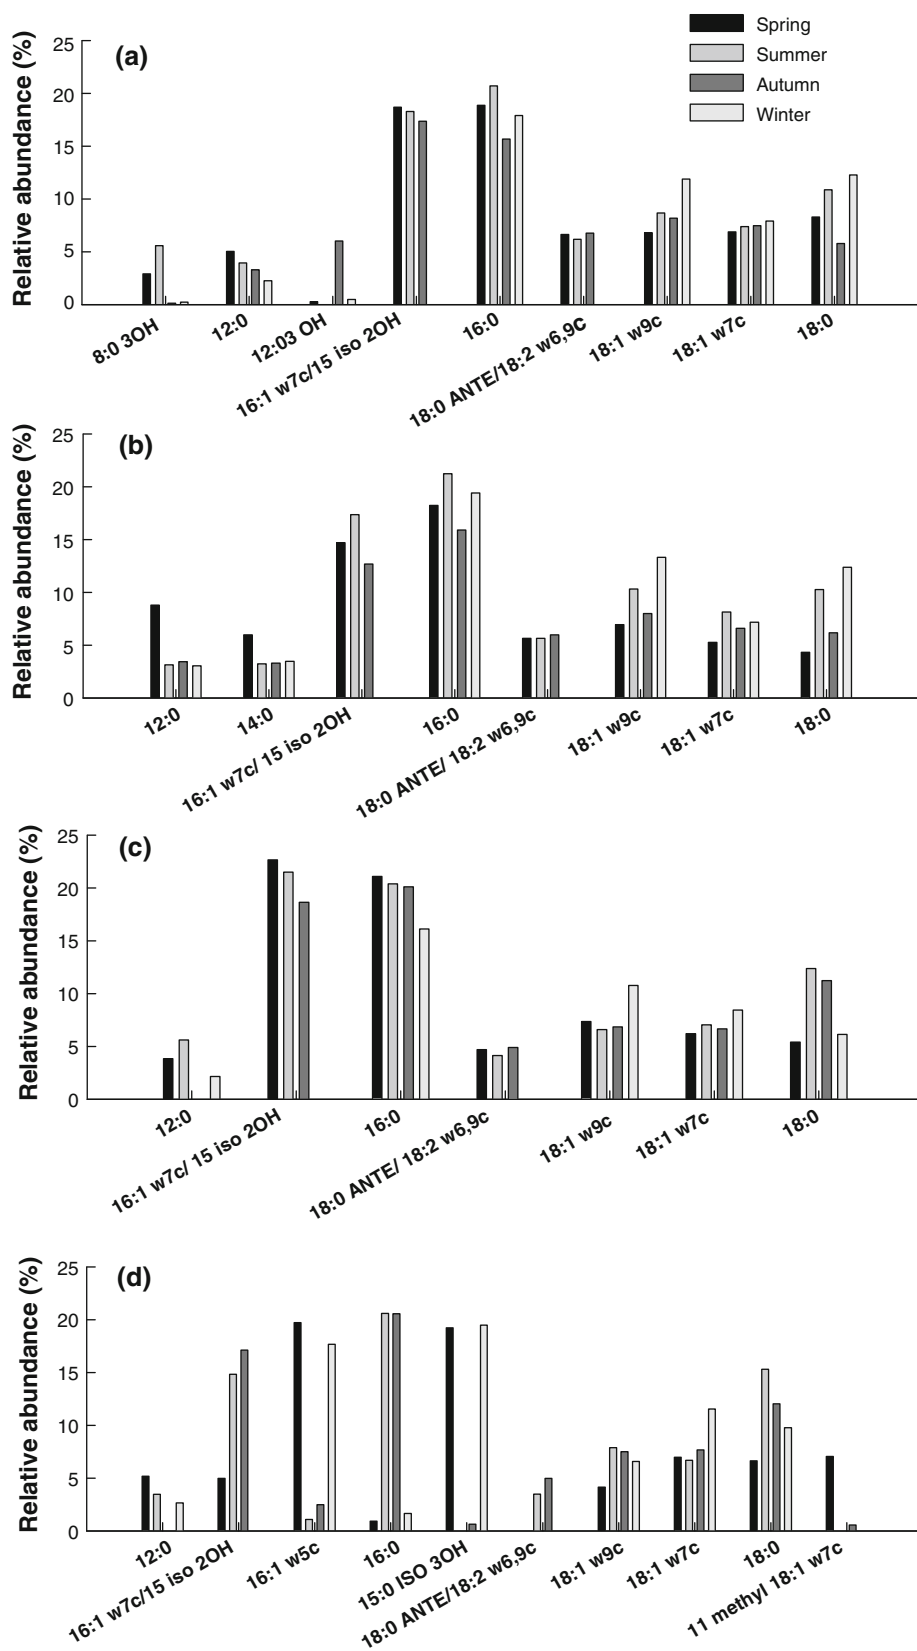 Spring
Summer
Autumn
Winter
(a)
Relative abundance (%)
25
20
15
10
5
0
8:0 3OH
12:0
12:03 OH
16:1 w7c/15 iso 2OH
16:0
18:0 ANTE/18:2 w6,9c
18:1 w9c
18:1 w7c
18:0
(b)
Relative abundance (%)
25
20
15
10
5
0
12:0
14:0
16:1 w7c/ 15 iso 2OH
16:0
18:0 ANTE/ 18:2 w6,9c
18:1 w9c
18:1 w7c
18:0
(c)
Relative abundance (%)
25
20
15
10
5
0
12:0
16:1 w7c/ 15 iso 2OH
16:0
18:0 ANTE/ 18:2 w6,9c
18:1 w9c
18:1 w7c
18:0
(d)
Relative abundance (%)
25
20
15
10
5
0
12:0
16:1 w7c/15 iso 2OH
16:1 w5c
16:0
15:0 ISO 3OH
18:0 ANTE/18:2 w6,9c
18:1 w9c
18:1 w7c
18:0
11 methyl 18:1 w7c